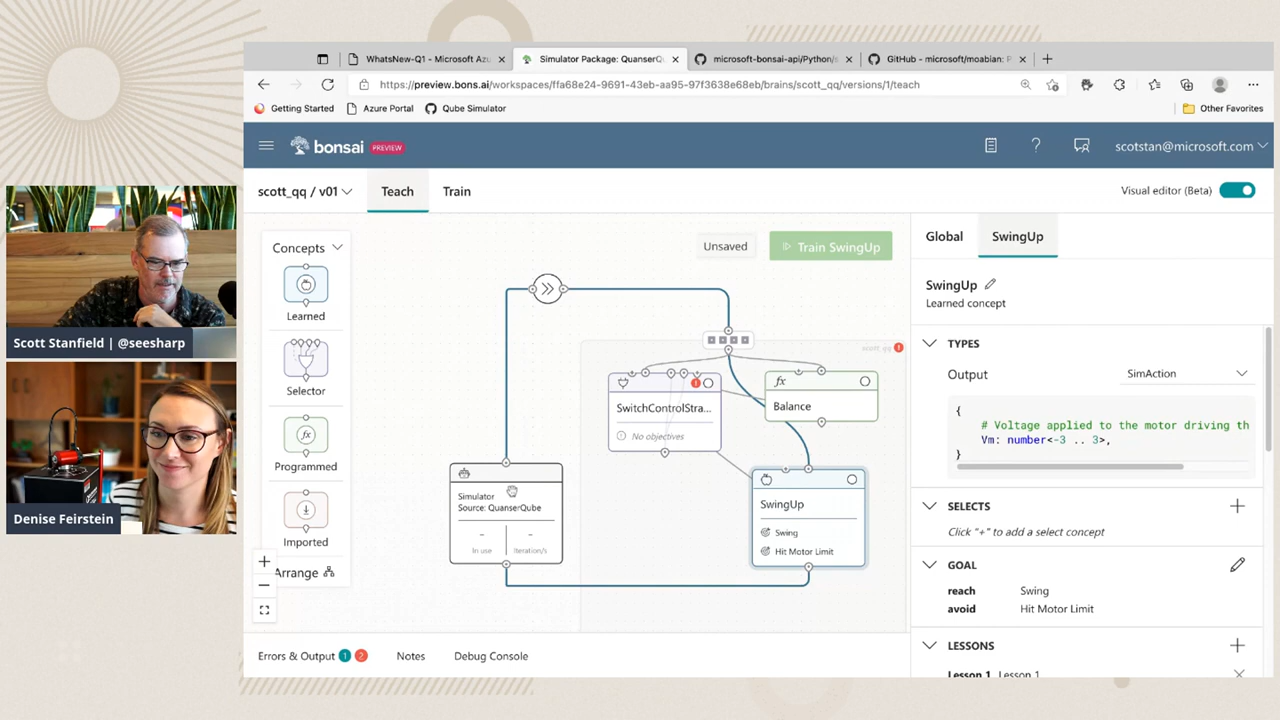 WhatsNew-Q1 - Microsoft Az
Simulator Package: QuanserQ
microsoft-bonsai-api/Python/s
GitHub - microsoft/moabian: P
https://preview.bons.ai/workspaces/ffa68e24-9691-43eb-aa95-97f3638e68eb/brains/scott_qq/versions/1/teach
Getting Started
Azure Portal
Qube Simulator
Other Favorites
bonsai PREVIEW
scotstan@microsoft.com
scott_qq / v01
Teach
Train
Visual editor (Beta)
Concepts
Learned
Selector
Programmed
Imported
Arrange
Unsaved
Train SwingUp
scott_qq
SwitchControlStra...
No objectives
fx
Balance
Simulator
Source: QuanserQube
In use
Iteration/s
SwingUp
Swing
Hit Motor Limit
Errors & Output 1 2
Notes
Debug Console
Global
SwingUp
SwingUp
Learned concept
TYPES
Output
SimAction
{
# Voltage applied to the motor driving th
Vm: number<-3 .. 3>,
}
SELECTS
Click "+" to add a select concept
GOAL
reach Swing
avoid Hit Motor Limit
LESSONS
Lesson 1 Lesson 1
Scott Stanfield | @seesharp
Denise Feirstein